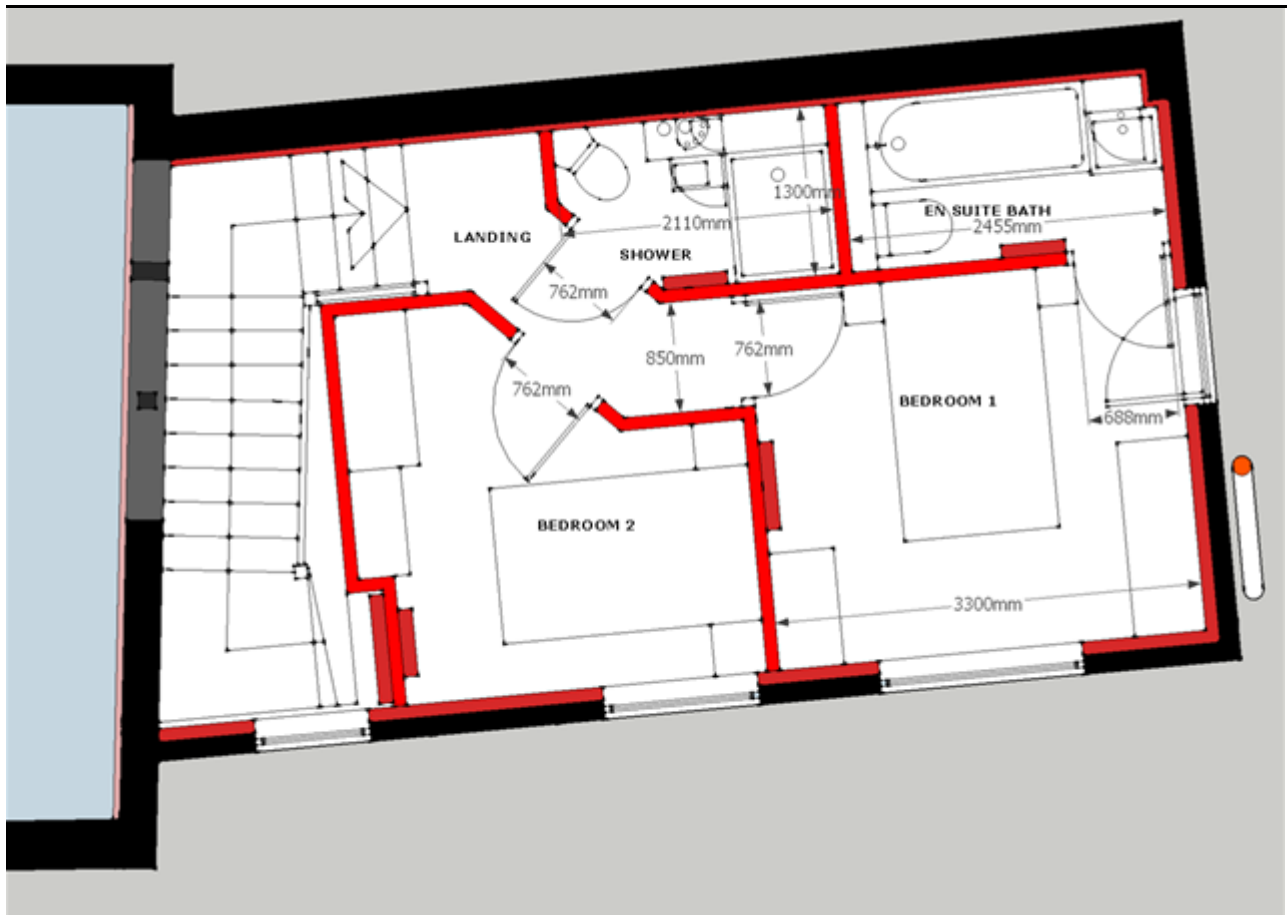 1300mm
EN SUITE BATH
2110mm
2455mm
LANDING
SHOWER
762mm
850mm
762mm
762mm
BEDROOM 1
688mm
BEDROOM 2
3300mm